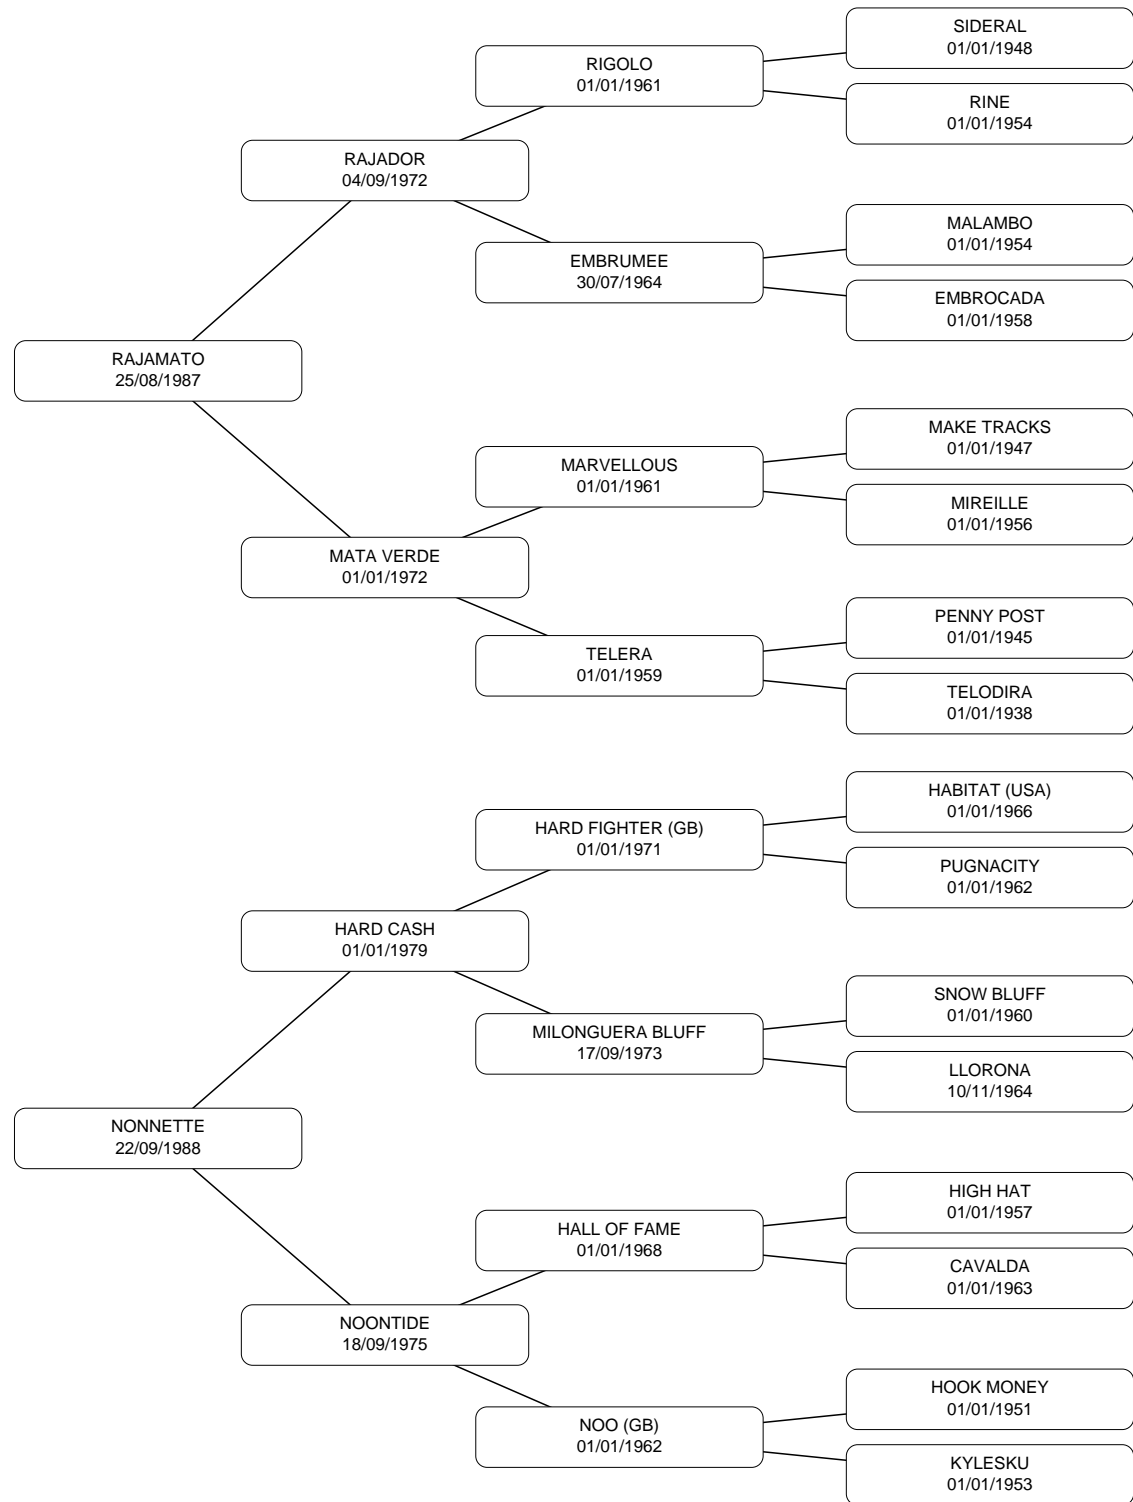 SIDERAL
01/01/1948
RIGOLO
01/01/1961
RINE
01/01/1954
RAJADOR
04/09/1972
MALAMBO
01/01/1954
EMBRUMEE
30/07/1964
EMBROCADA
01/01/1958
RAJAMATO
25/08/1987
MAKE TRACKS
01/01/1947
MARVELLOUS
01/01/1961
MIREILLE
01/01/1956
MATA VERDE
01/01/1972
PENNY POST
01/01/1945
TELERA
01/01/1959
TELODIRA
01/01/1938
HABITAT (USA)
01/01/1966
HARD FIGHTER (GB)
01/01/1971
PUGNACITY
01/01/1962
HARD CASH
01/01/1979
SNOW BLUFF
01/01/1960
MILONGUERA BLUFF
17/09/1973
LLORONA
10/11/1964
NONNETTE
22/09/1988
HIGH HAT
01/01/1957
HALL OF FAME
01/01/1968
CAVALDA
01/01/1963
NOONTIDE
18/09/1975
HOOK MONEY
01/01/1951
NOO (GB)
01/01/1962
KYLESKU
01/01/1953